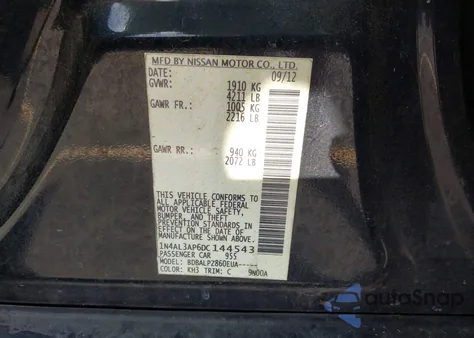 MFD BY NISSAN MOTOR CO., LTD.
DATE: 09/12
GVWR: 1910 KG
4211 LB
GAWR FR: 1005 KG
2216 LB
GAWR RR: 940 KG
2072 LB
THIS VEHICLE CONFORMS TO
ALL APPLICABLE FEDERAL
MOTOR VEHICLE SAFETY,
BUMPER, AND THEFT
PREVENTION STANDARDS IN
EFFECT ON THE DATE OF
MANUFACTURE SHOWN ABOVE.
1N4AL3AP6DC144543
PASSENGER CAR 955
MODEL: BDBALPZ860EUA-----
COLOR: KH3 TRIM: C 9N00A
autoSnap